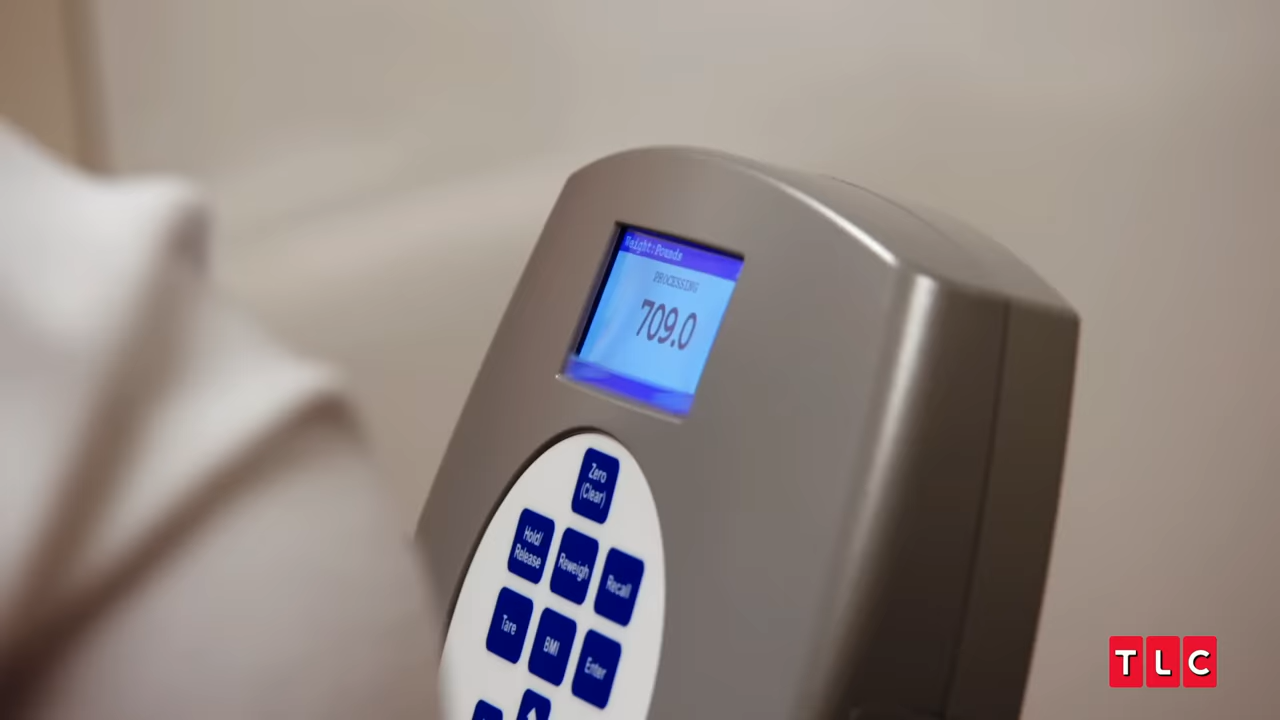 Weight:Pounds
PROCESSING
709.0
Zero
(Clear)
Hold/
Release
Reweigh
Recall
Tare
BMI
Enter
TLC